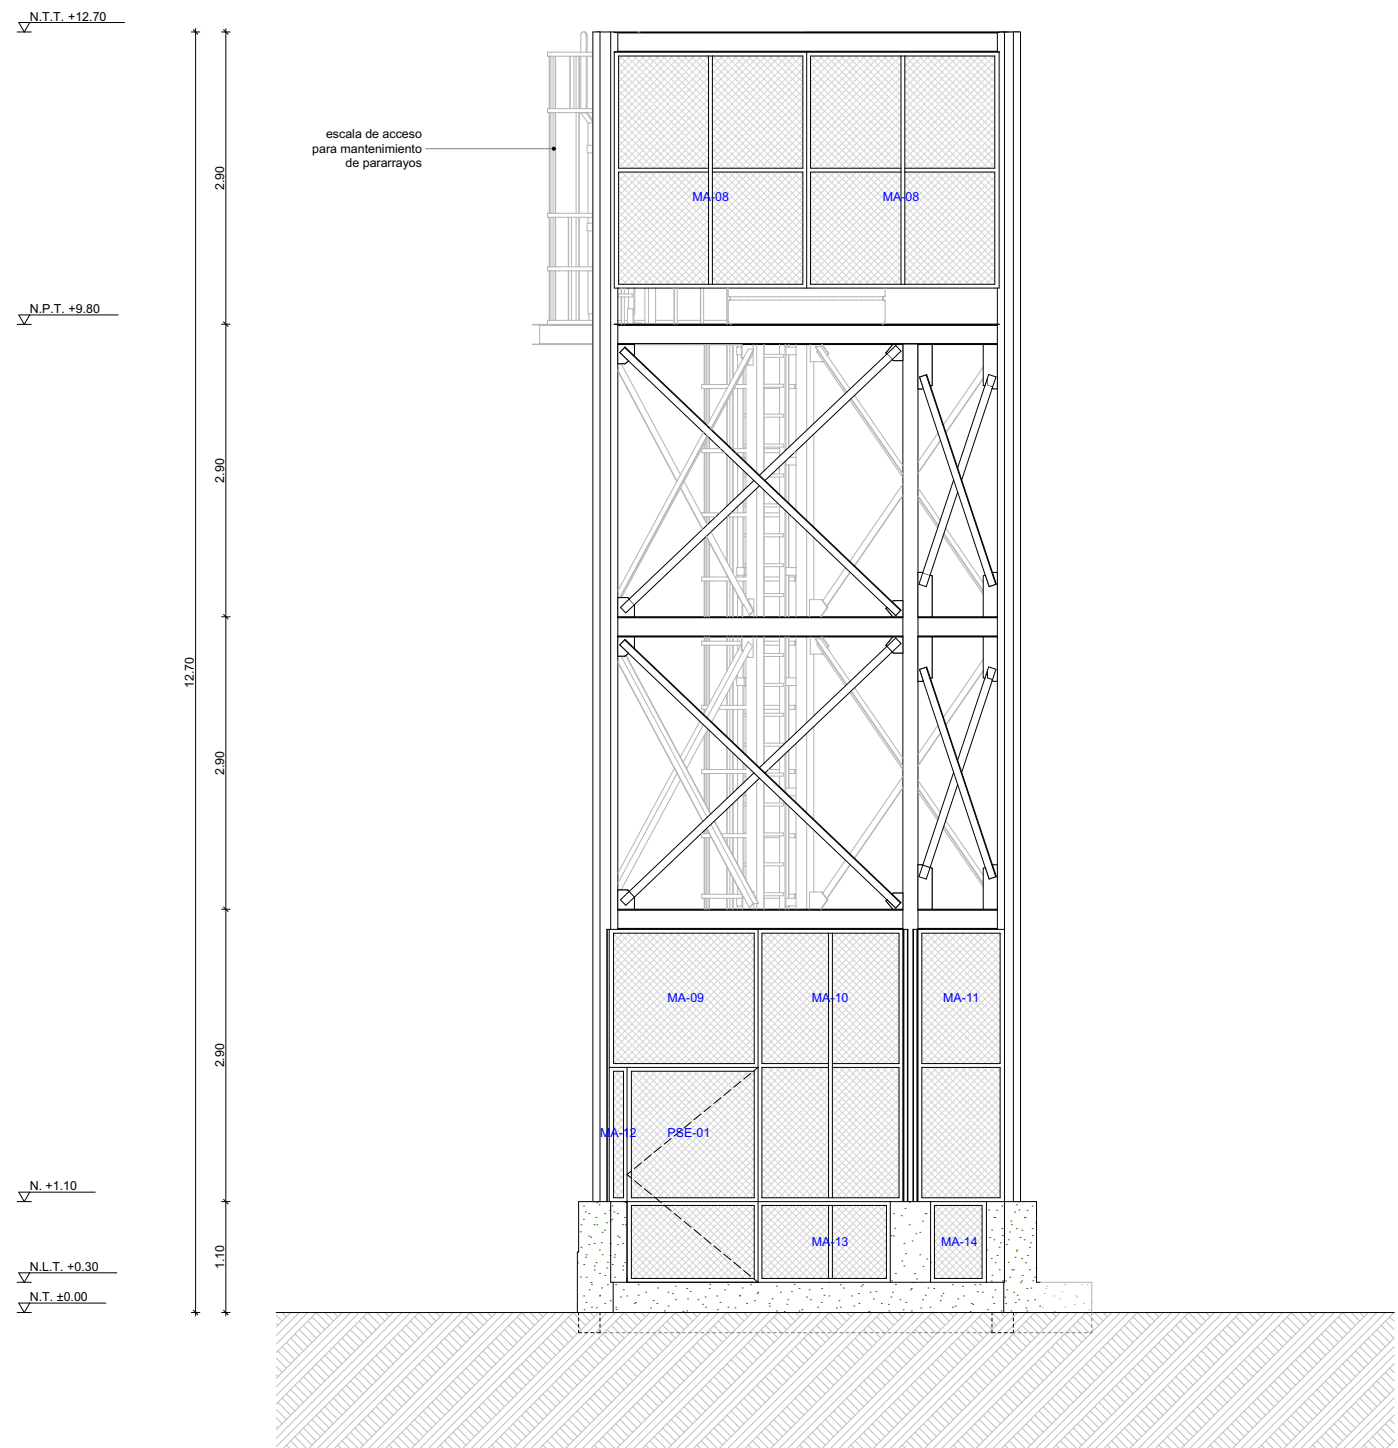 N.T.T. +12.70
escala de acceso
para mantenimiento
de pararrayos
2.90
MA-08
MA-08
N.P.T. +9.80
2.90
12.70
2.90
MA-09
MA-10
MA-11
2.90
MA-12
PSE-01
N. +1.10
MA-13
MA-14
1.10
N.L.T. +0.30
N.T. ±0.00